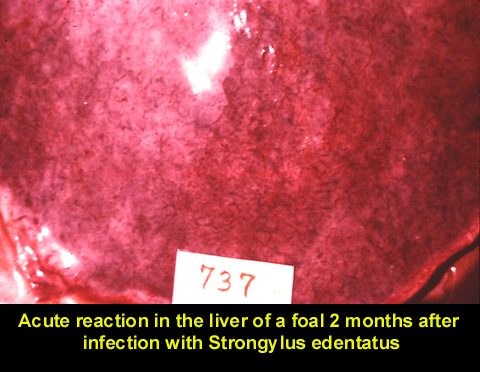 737
Acute reaction in the liver of a foal 2 months after
infection with Strongylus edentatus